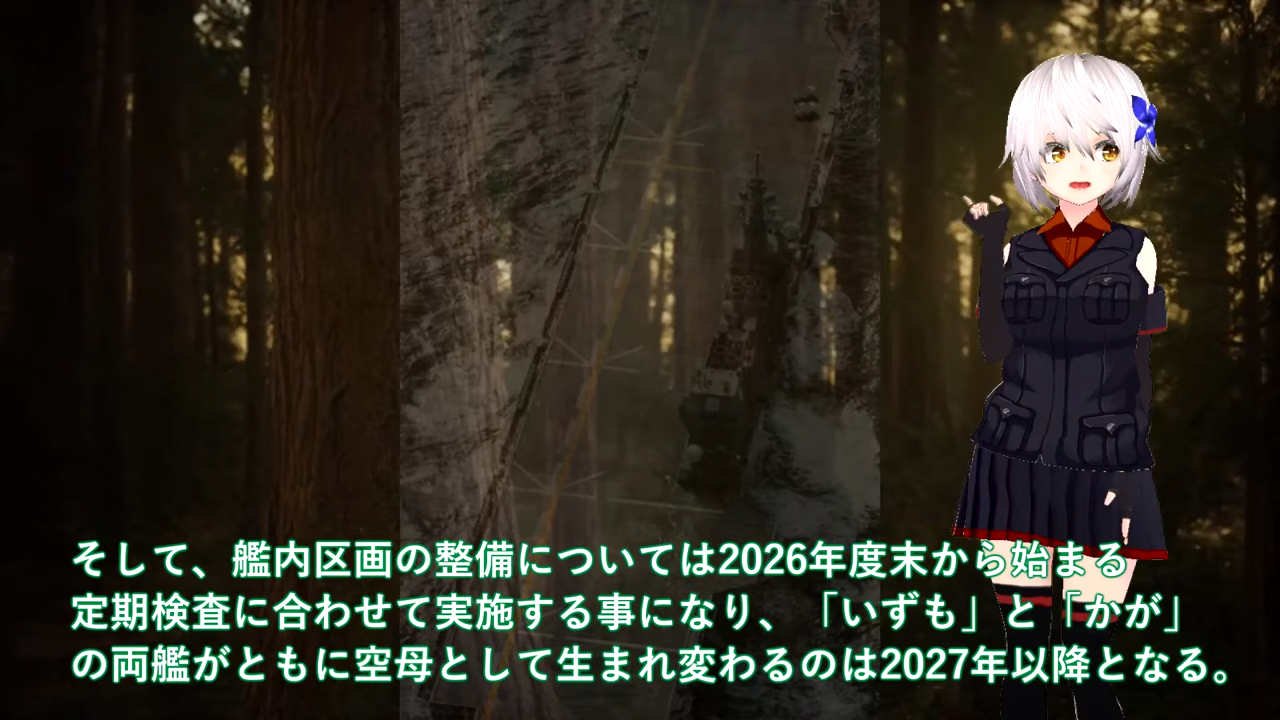 そして、艦内区画の整備については2026年度末から始まる
定期検査に合わせて実施する事になり、「いずも」と「かが」
の両艦がともに空母として生まれ変わるのは2027年以降となる。